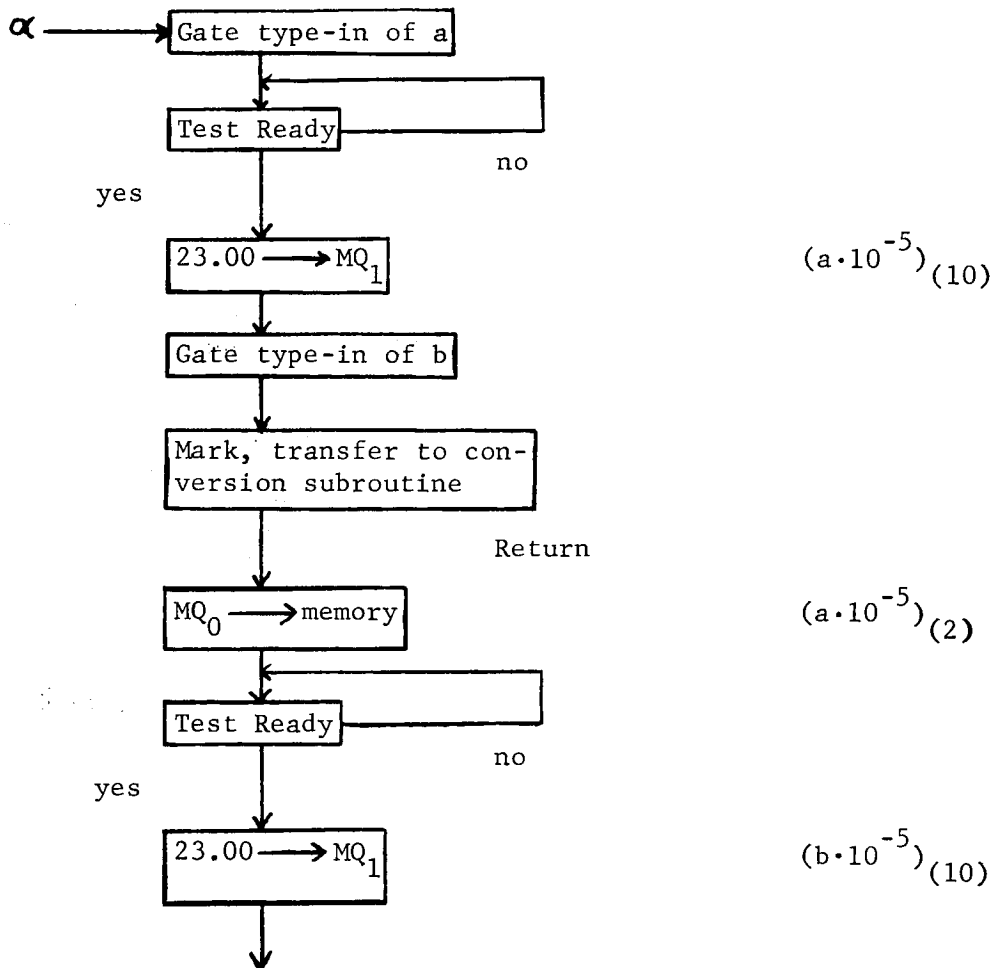 α → Gate type-in of a
Test Ready
no
yes
23.00 → MQ₁
(a·10⁻⁵)₍₁₀₎
Gate type-in of b
Mark, transfer to con-
version subroutine
Return
MQ₀ → memory
(a·10⁻⁵)₍₂₎
Test Ready
no
yes
23.00 → MQ₁
(b·10⁻⁵)₍₁₀₎